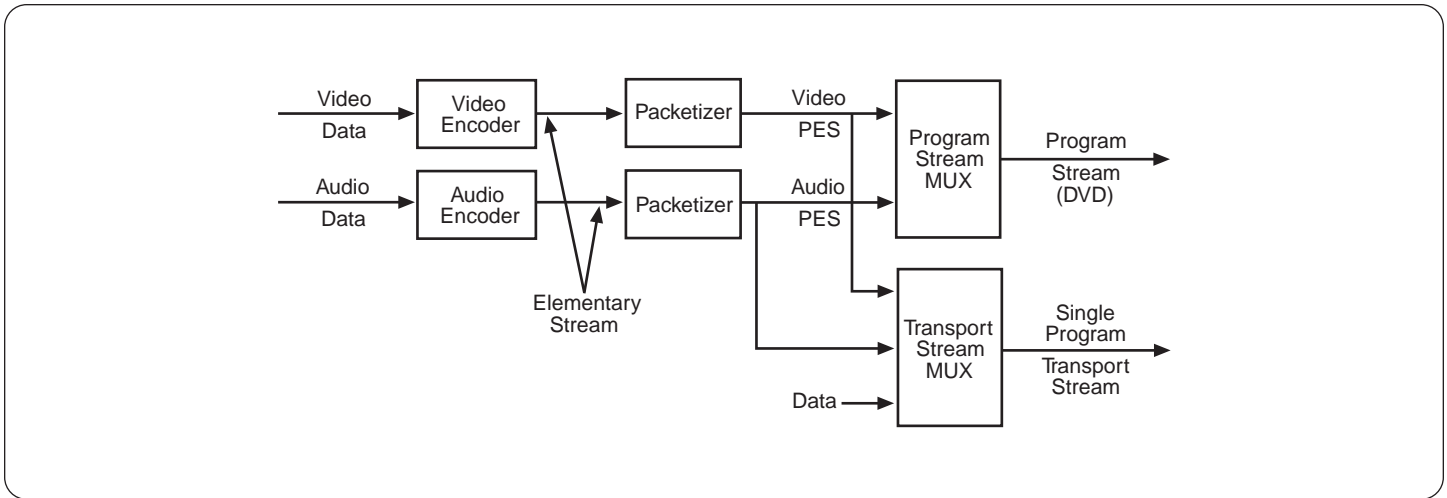 Video
Data
Video
Encoder
Packetizer
Video
PES
Program
Stream
MUX
Program
Stream
(DVD)
Audio
Data
Audio
Encoder
Packetizer
Audio
PES
Elementary
Stream
Transport
Stream
MUX
Single
Program
Transport
Stream
Data